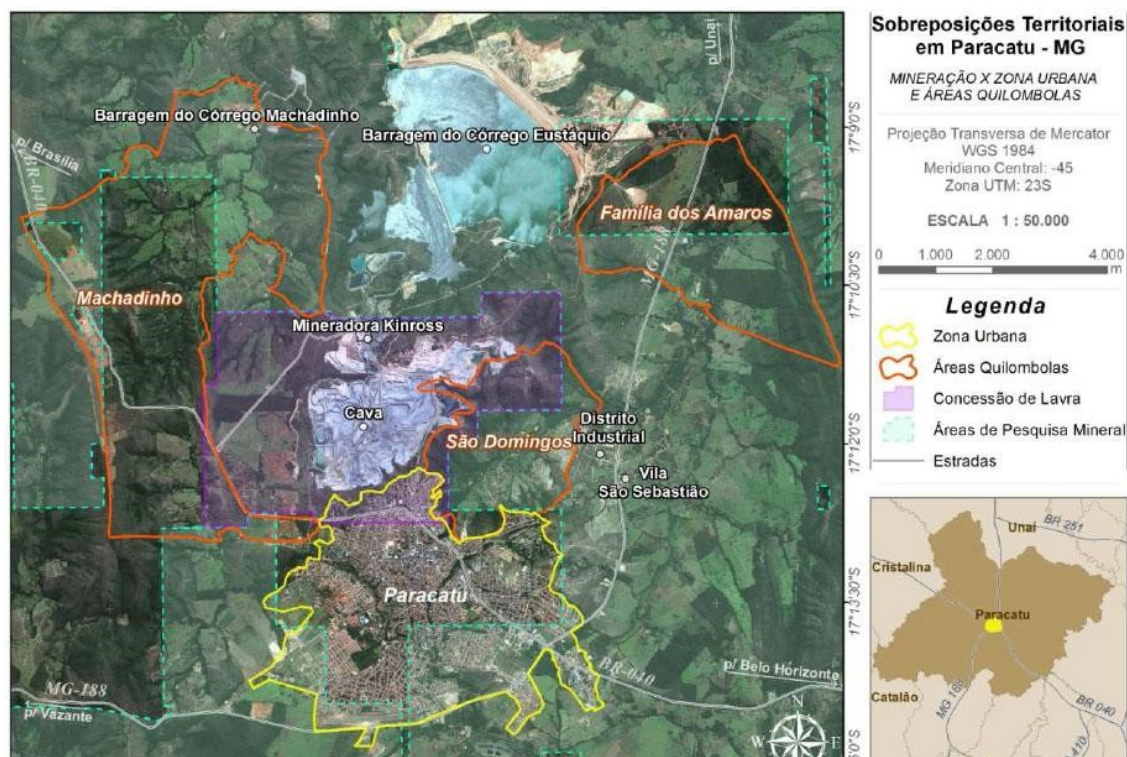 Sobreposições Territoriais
em Paracatu - MG
MINERAÇÃO X ZONA URBANA
E ÁREAS QUILOMBOLAS
Projeção Transversa de Mercator
WGS 1984
Meridiano Central: -45
Zona UTM: 23S
ESCALA 1 : 50.000
0 1.000 2.000 4.000
m
Legenda
Zona Urbana
Áreas Quilombolas
Concessão de Lavra
Áreas de Pesquisa Mineral
Estradas
p/ Unaí
Barragem do Córrego Machadinho
Barragem do Córrego Eustáquio
p/ Brasília
BR-040
Família dos Amaros
MG-188
Machadinho
Mineradora Kinross
Cava
São Domingos
Distrito
Industrial
Vila
São Sebastião
Paracatu
BR-040
p/ Belo Horizonte
MG-188
p/ Vazante
N
W E
17°9'0"S
17°10'30"S
17°12'0"S
17°13'30"S
Unaí
BR 251
Cristalina
Paracatu
Catalão
MG 188
BR 040